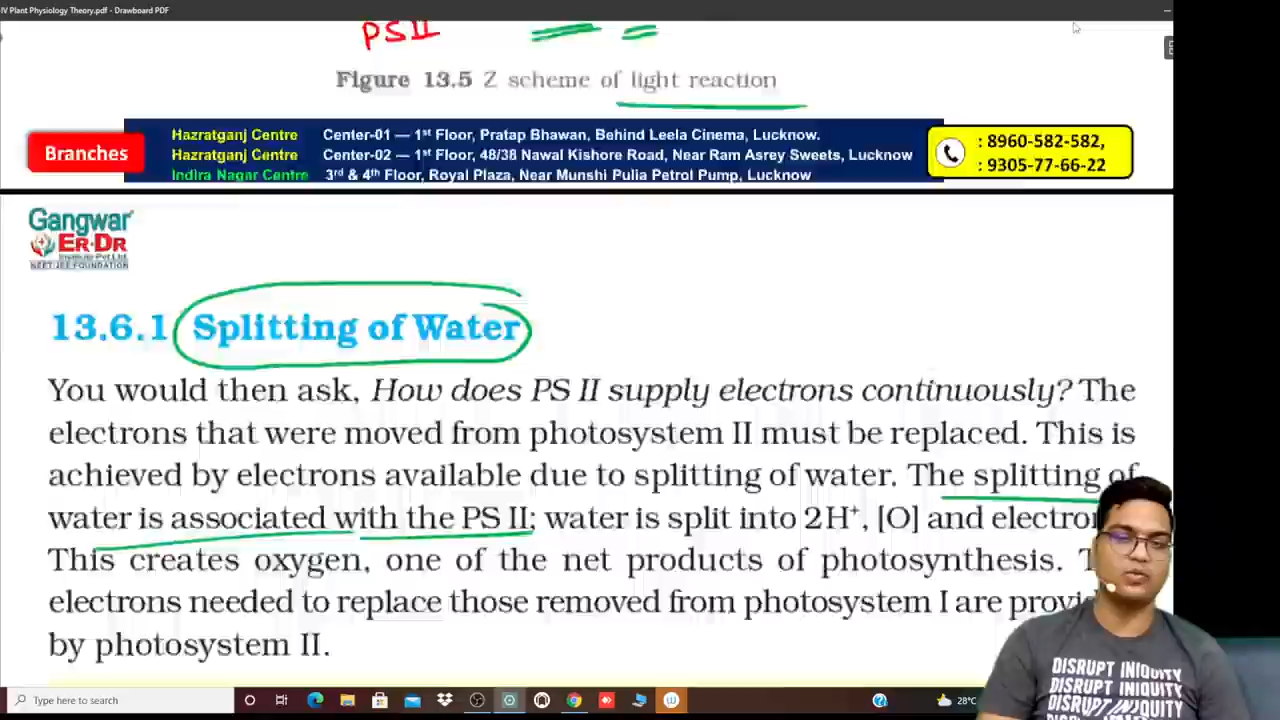 IV Plant Physiology Theory.pdf - Drawboard PDF
PS II
Figure 13.5 Z scheme of light reaction
Branches
Hazratganj Centre Center-01 — 1st Floor, Pratap Bhawan, Behind Leela Cinema, Lucknow.
Hazratganj Centre Center-02 — 1st Floor, 48/38 Nawal Kishore Road, Near Ram Asrey Sweets, Lucknow
Indira Nagar Centre 3rd & 4th Floor, Royal Plaza, Near Munshi Pulia Petrol Pump, Lucknow
: 8960-582-582,
: 9305-77-66-22
Gangwar
ER-DR
NEET-JEE FOUNDATION
13.6.1 Splitting of Water
You would then ask, How does PS II supply electrons continuously? The
electrons that were moved from photosystem II must be replaced. This is
achieved by electrons available due to splitting of water. The splitting of
water is associated with the PS II; water is split into 2H⁺, [O] and electron
This creates oxygen, one of the net products of photosynthesis.
electrons needed to replace those removed from photosystem I are provi
by photosystem II.
DISRUPT INIQUITY
DISRUPT INIQUITY
DISRUPT INIQUITY
Type here to search
28°C